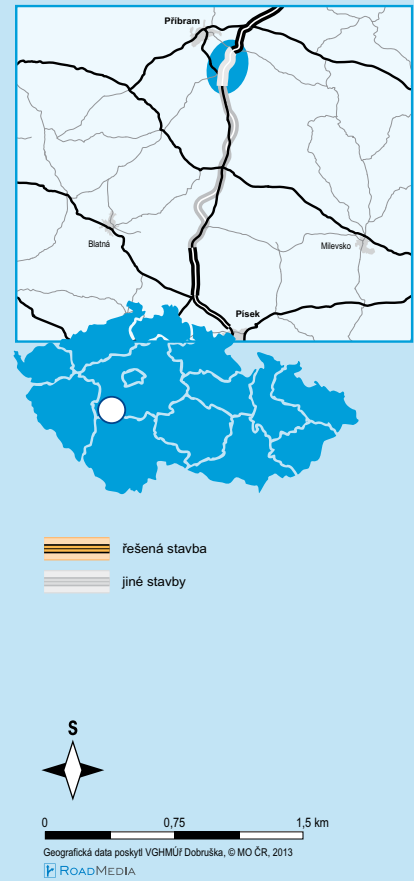 Příbram
Blatná
Milevsko
Písek
řešená stavba
jiné stavby
S
0 0,75 1,5 km
Geografická data poskytl VGHMÚř Dobruška, © MO ČR, 2013
ROADMEDIA